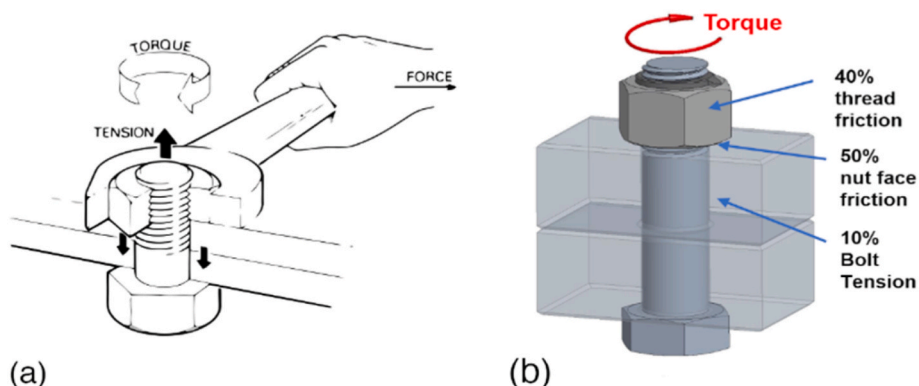 TORQUE
FORCE
TENSION
(a)
Torque
40%
thread
friction
50%
nut face
friction
10%
Bolt
Tension
(b)